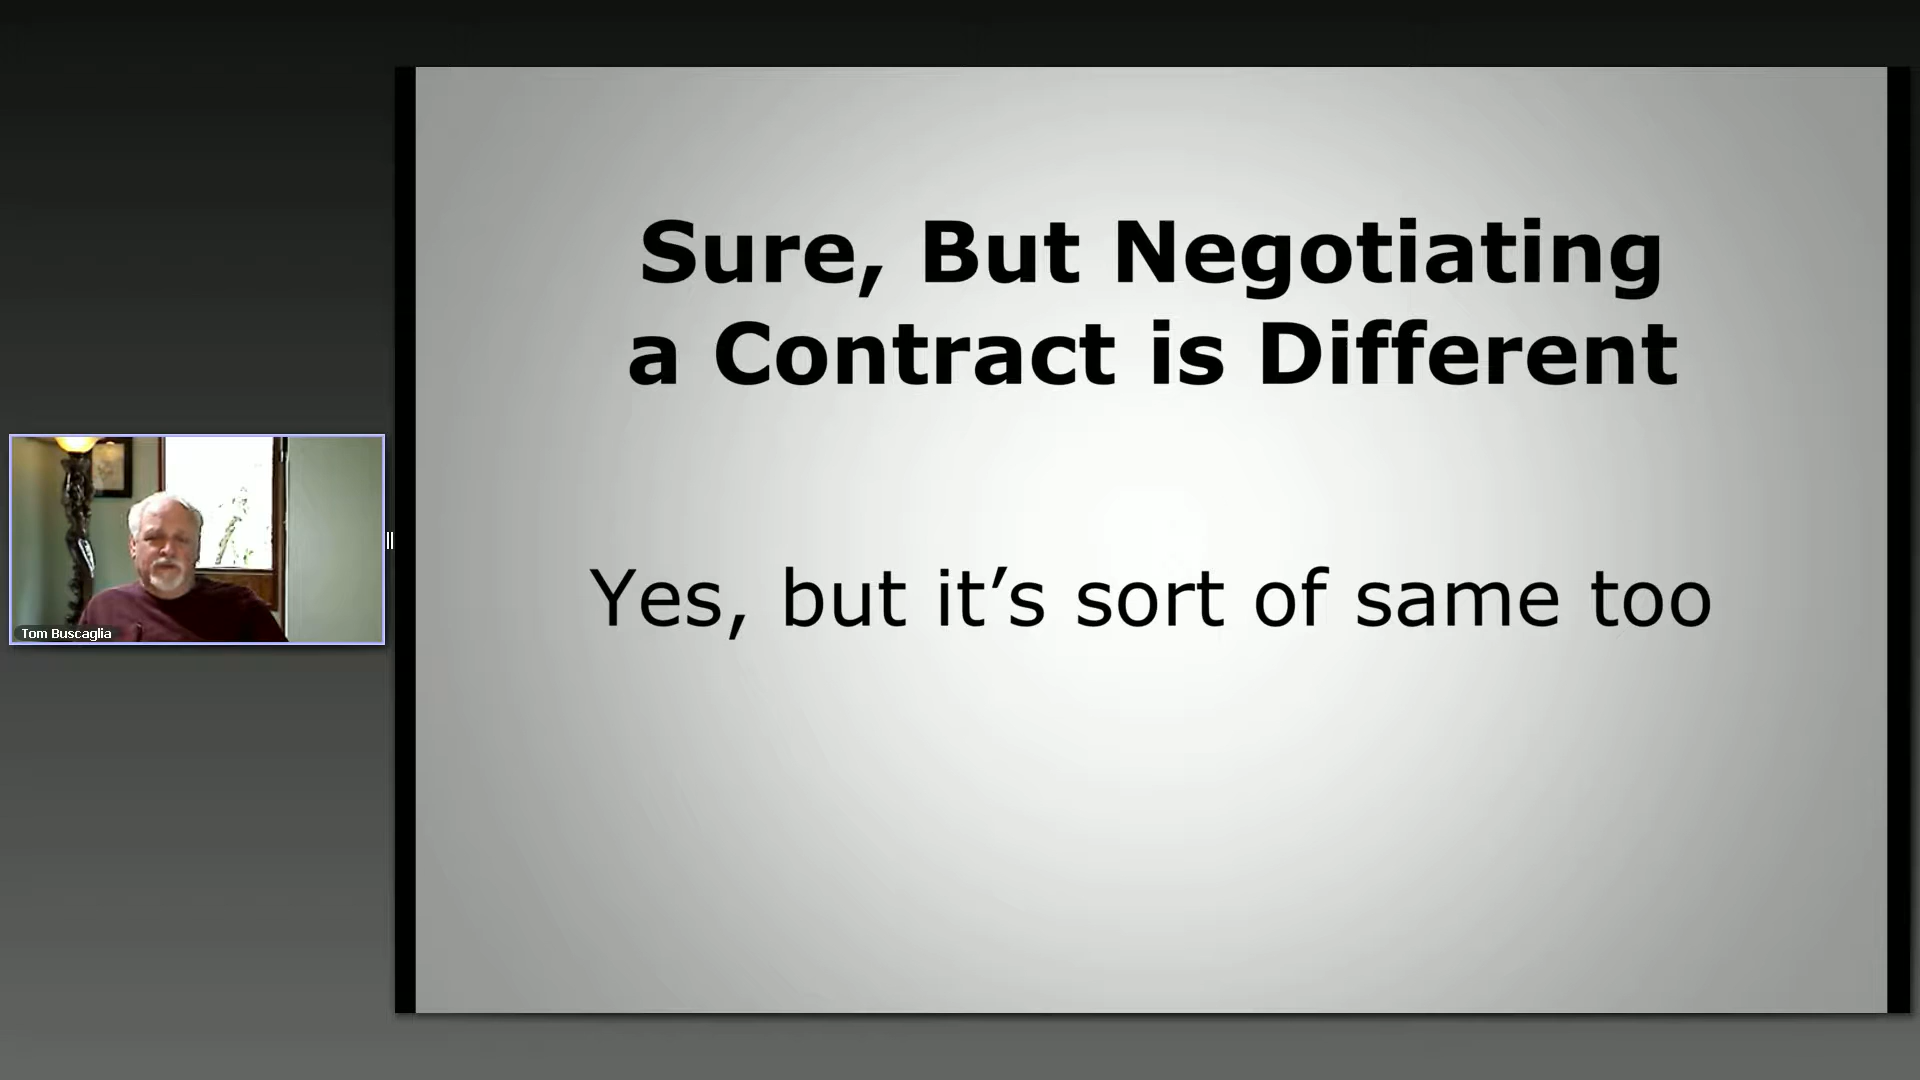 Sure, But Negotiating
a Contract is Different
Yes, but it’s sort of same too
Tom Buscaglia